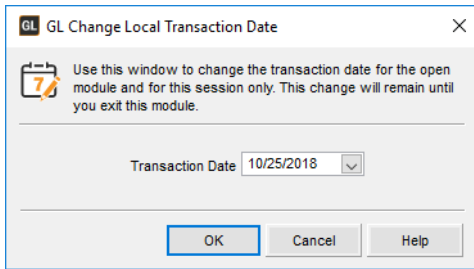 GL GL Change Local Transaction Date
7 Use this window to change the transaction date for the open
module and for this session only. This change will remain until
you exit this module.
Transaction Date 10/25/2018
OK Cancel Help